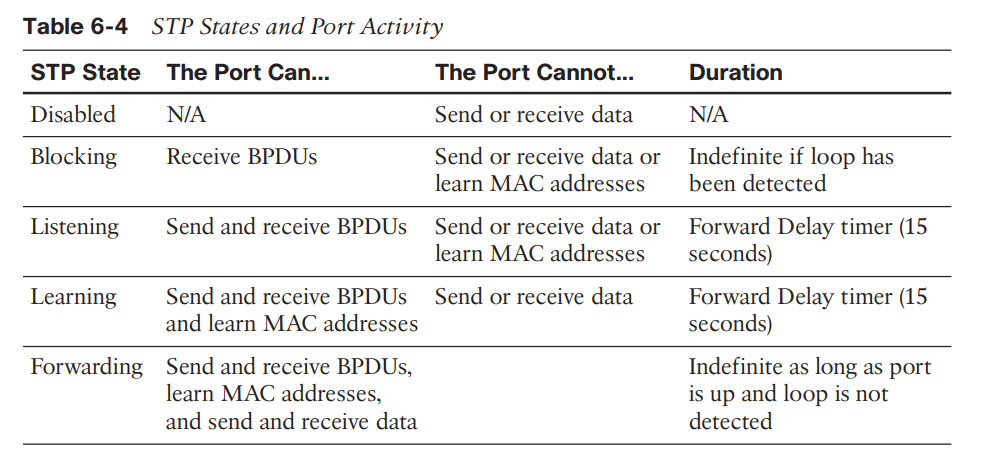 Table 6-4 STP States and Port Activity
STP State The Port Can... The Port Cannot... Duration
Disabled N/A Send or receive data N/A
Blocking Receive BPDUs Send or receive data or Indefinite if loop has
learn MAC addresses been detected
Listening Send and receive BPDUs Send or receive data or Forward Delay timer (15
learn MAC addresses seconds)
Learning Send and receive BPDUs Send or receive data Forward Delay timer (15
and learn MAC addresses seconds)
Forwarding Send and receive BPDUs, Indefinite as long as port
learn MAC addresses, is up and loop is not
and send and receive data detected